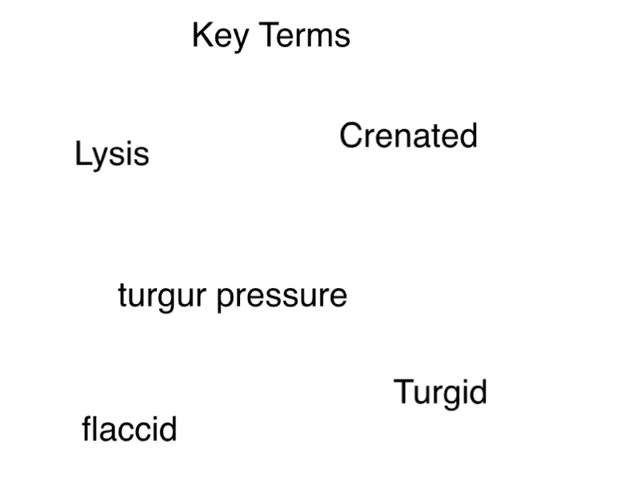 Key Terms
Crenated
Lysis
turgur pressure
Turgid
flaccid